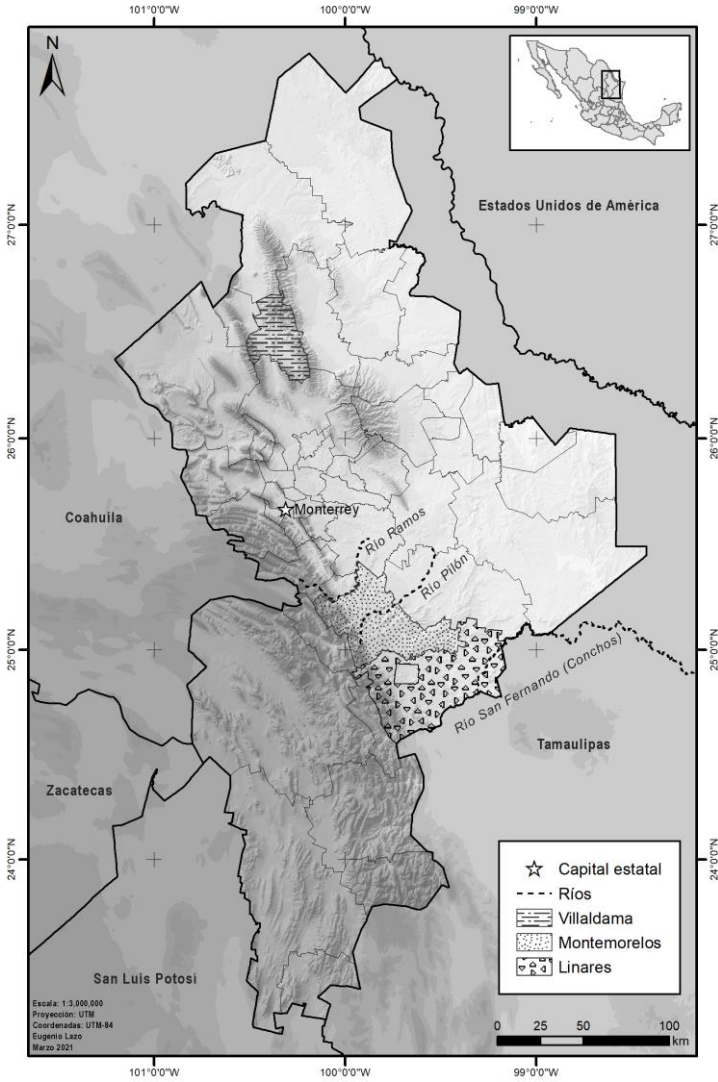 101°0'0"W 100°0'0"W 99°0'0"W
N
27°0'0"N
26°0'0"N
25°0'0"N
24°0'0"N
Estados Unidos de América
27°0'0"N
26°0'0"N
25°0'0"N
24°0'0"N
Coahuila
Monterrey
Río Ramos
Río Pilón
Río San Fernando (Conchos)
Tamaulipas
Zacatecas
San Luis Potosí
Capital estatal
Ríos
Villaldama
Montemorelos
Linares
0 25 50 100
km
Escala: 1:3,000,000
Proyección: UTM
Coordenadas: UTM-84
Eugenio Lazo
Marzo 2021
101°0'0"W 100°0'0"W 99°0'0"W